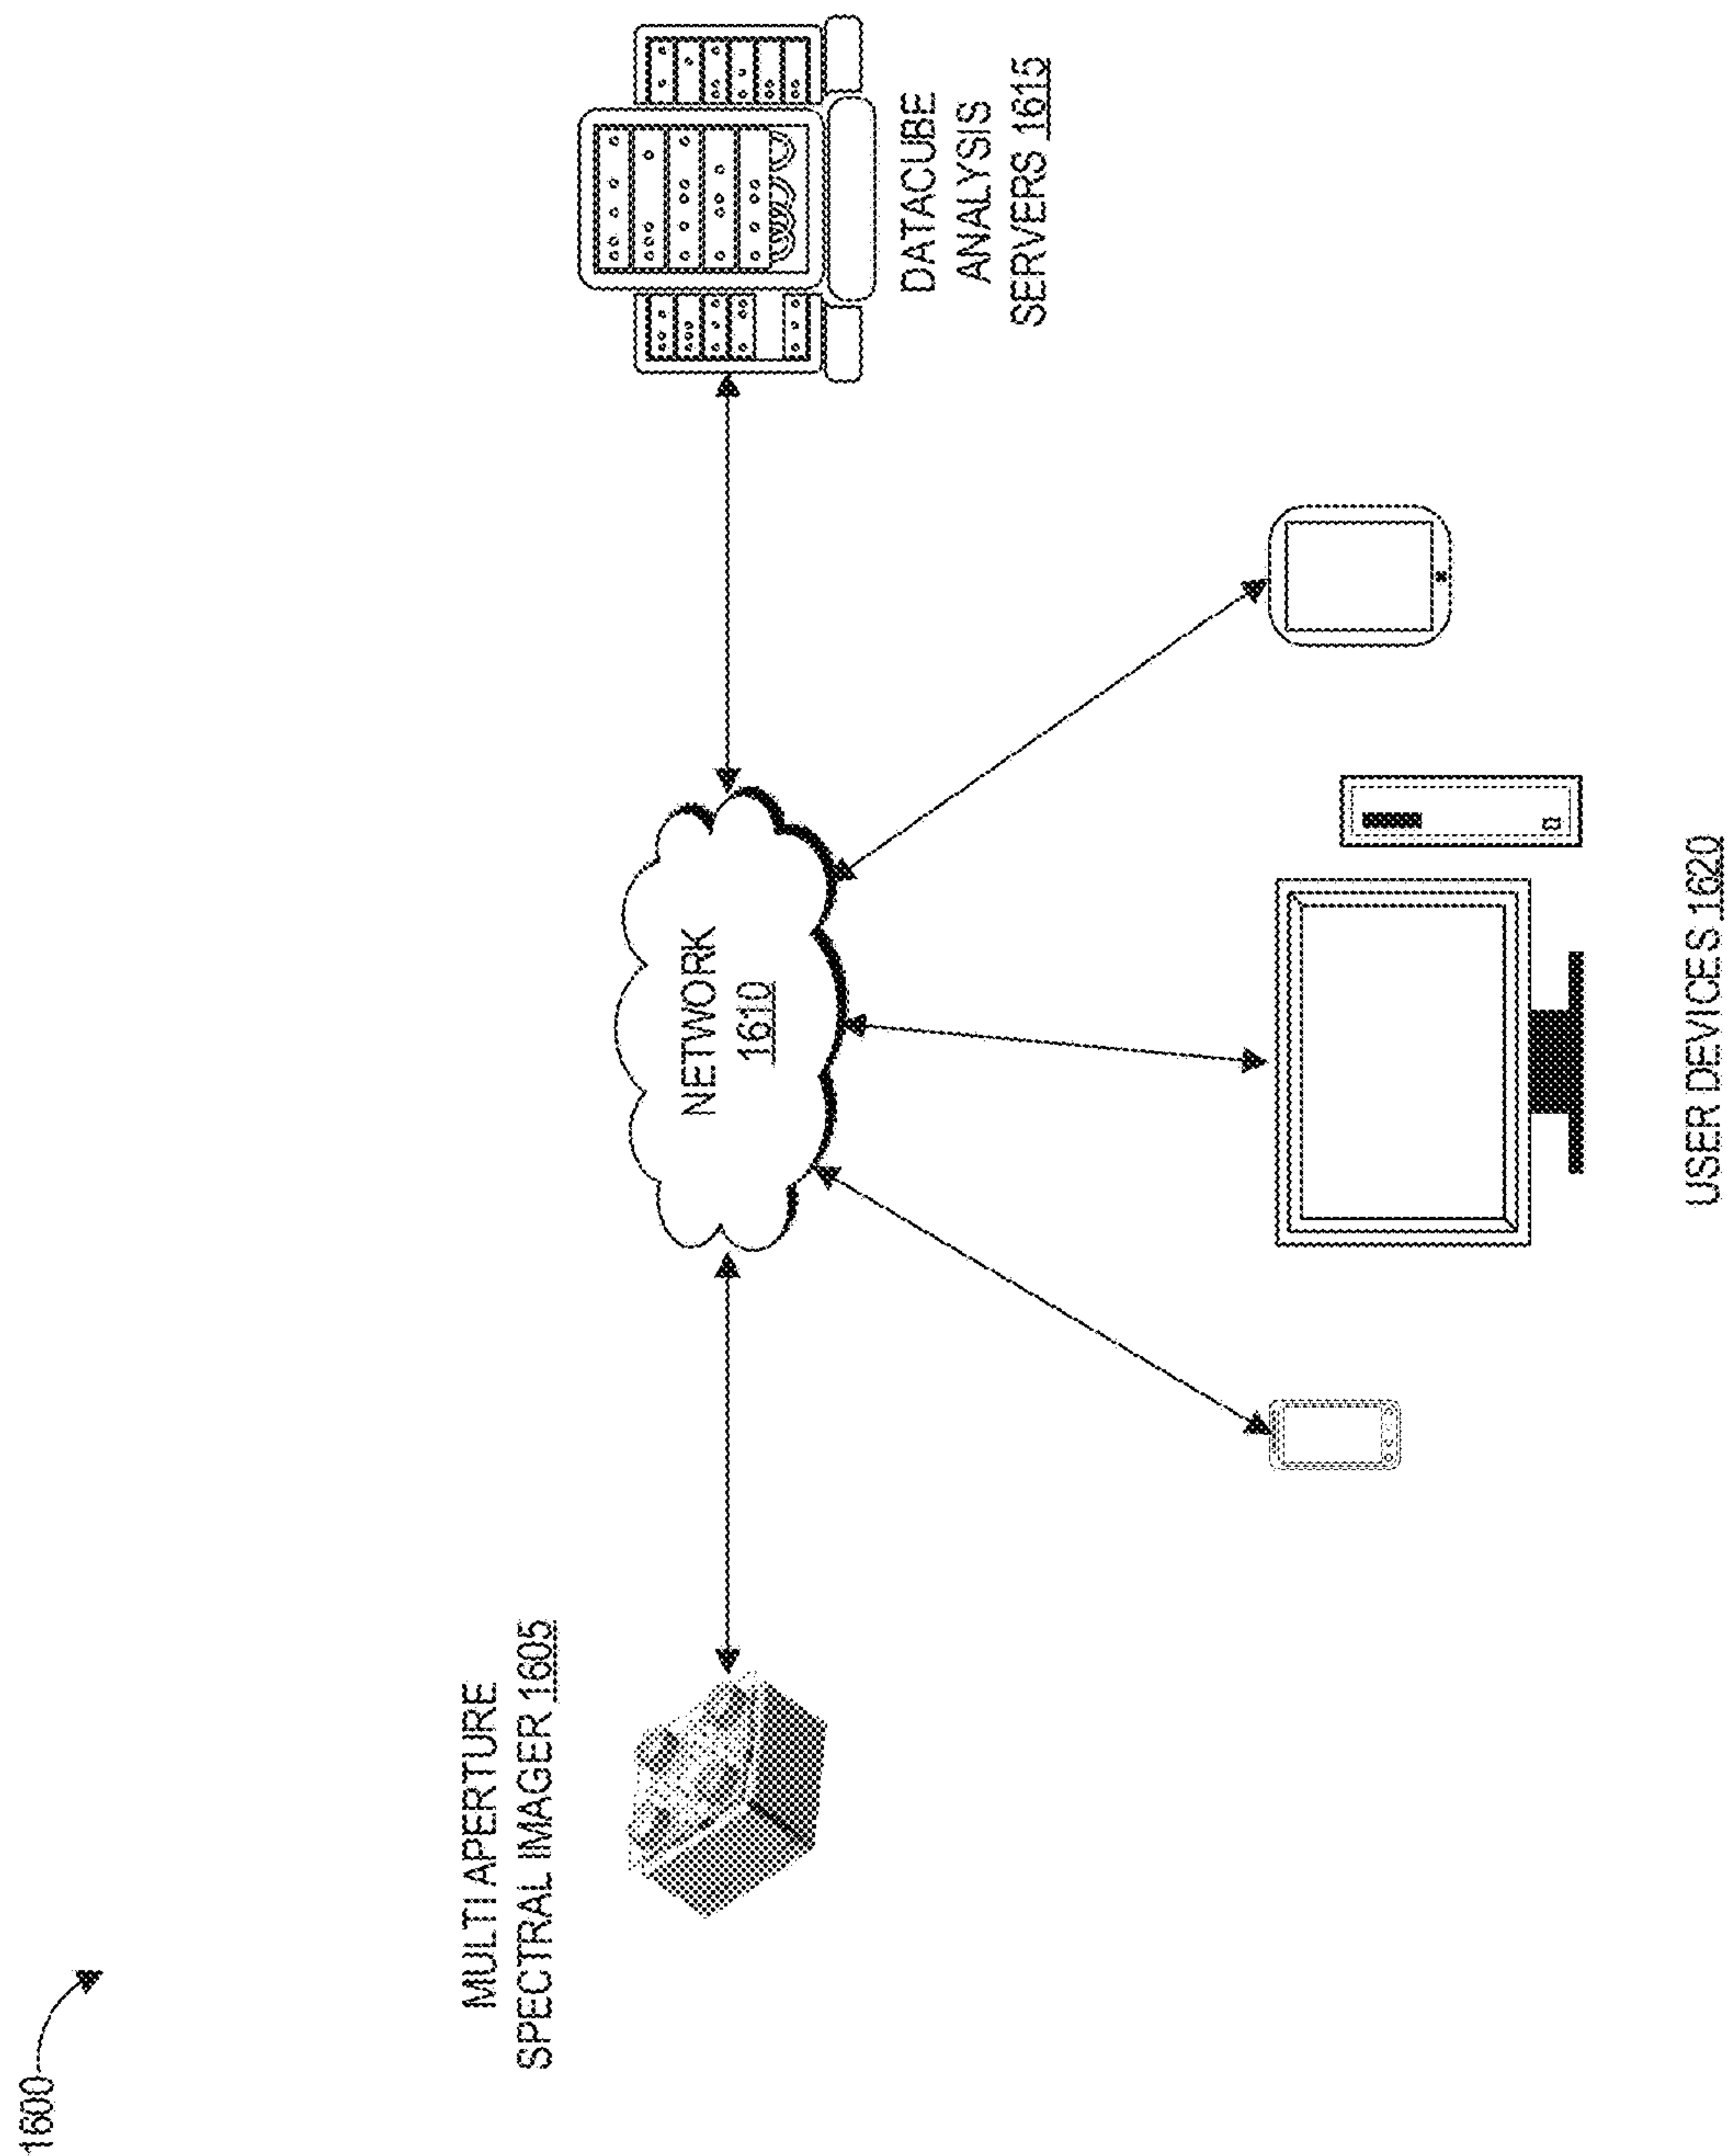 1600
MULTI APERTURE
SPECTRAL IMAGER 1605
NETWORK
1610
DATACUBE
ANALYSIS
SERVERS 1615
USER DEVICES 1620